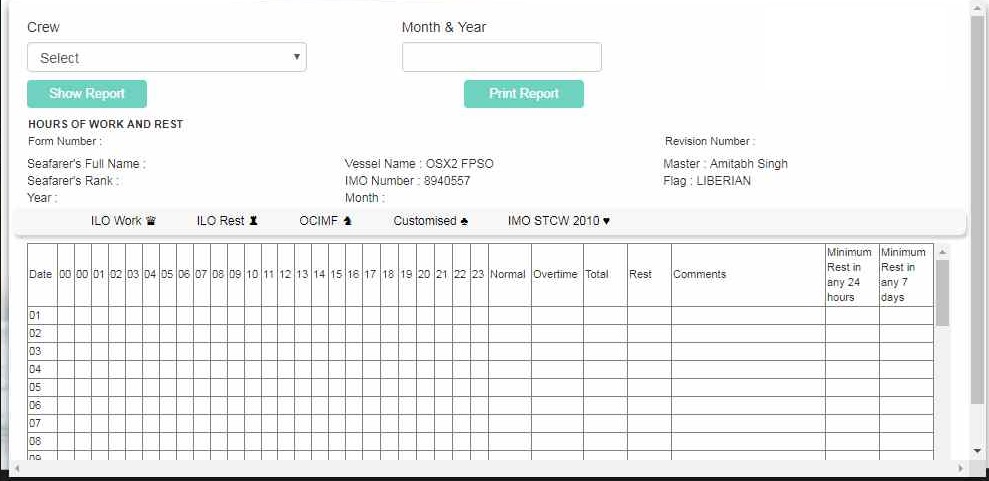 Crew Month & Year
Select
Show Report Print Report
HOURS OF WORK AND REST
Form Number : Revision Number :
Seafarer's Full Name : Vessel Name : OSX2 FPSO Master : Amitabh Singh
Seafarer's Rank : IMO Number : 8940557 Flag : LIBERIAN
Year : Month :
ILO Work ♛ ILO Rest ♜ OCIMF ♞ Customised ♣ IMO STCW 2010 ♥
Date 00 00 01 02 03 04 05 06 07 08 09 10 11 12 13 14 15 16 17 18 19 20 21 22 23 Normal Overtime Total Rest Comments Minimum Rest in any 24 hours Minimum Rest in any 7 days
01
02
03
04
05
06
07
08
09